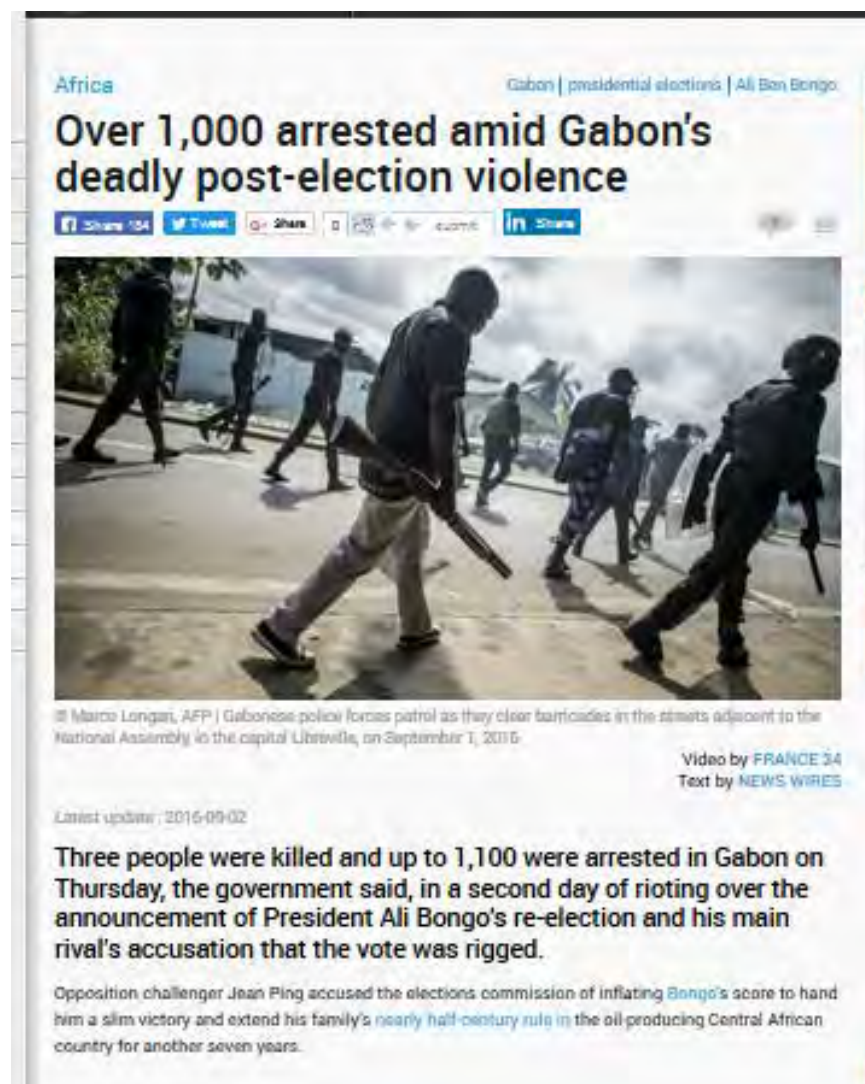 Africa
Gabon | presidential elections | Ali Ben Bongo
Over 1,000 arrested amid Gabon's
deadly post-election violence
Share 184 Tweet G+ Share 0 submit in Share
© Marco Longari, AFP | Gabonese police forces patrol as they clear barricades in the streets adjacent to the
National Assembly in the capital Libreville, on September 1, 2016
Video by FRANCE 24
Text by NEWS WIRES
Latest update : 2016-09-02
Three people were killed and up to 1,100 were arrested in Gabon on
Thursday, the government said, in a second day of rioting over the
announcement of President Ali Bongo's re-election and his main
rival's accusation that the vote was rigged.
Opposition challenger Jean Ping accused the elections commission of inflating Bongo's score to hand
him a slim victory and extend his family's nearly half-century rule in the oil-producing Central African
country for another seven years.